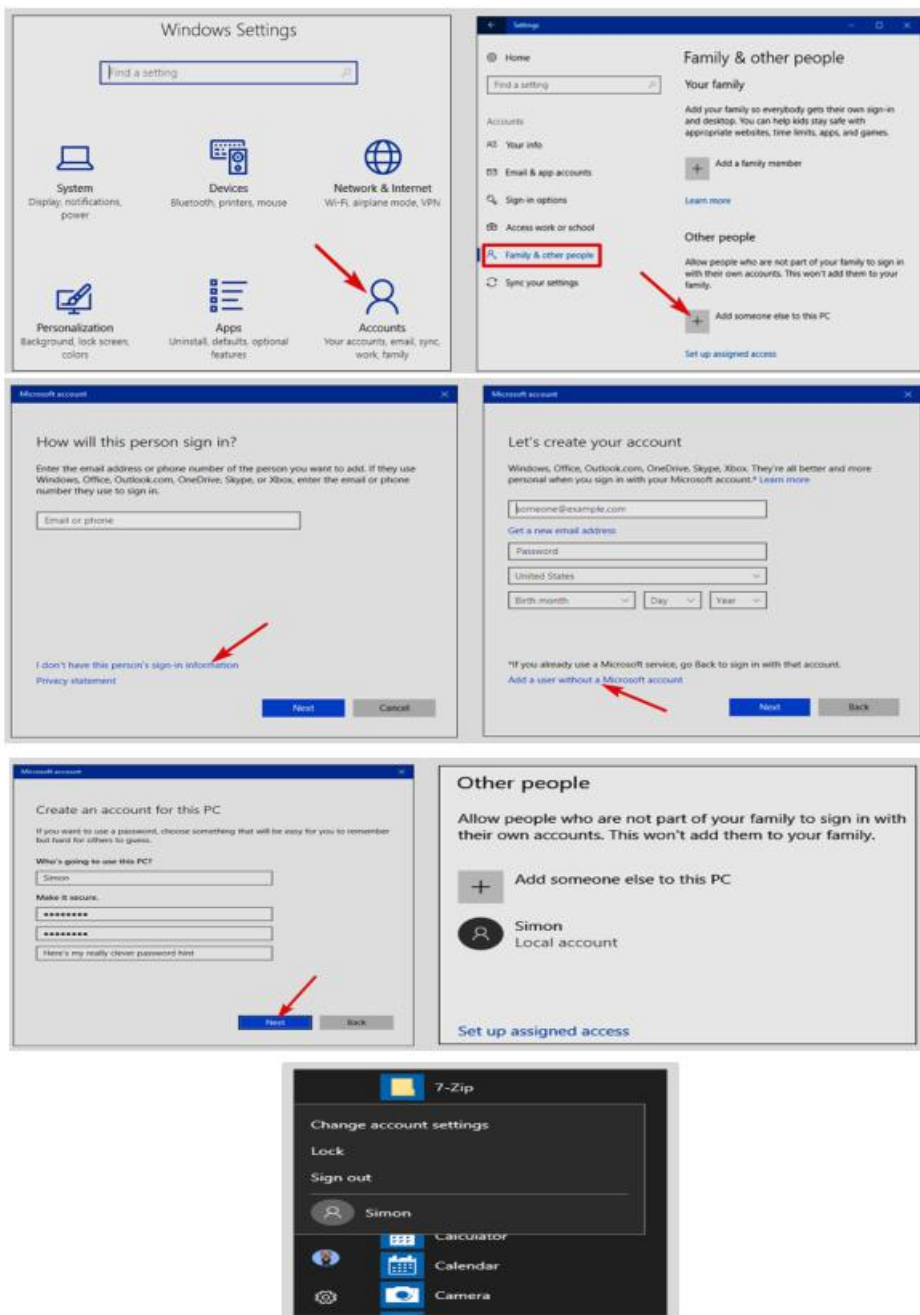 Windows Settings
Find a setting
System
Display, notifications,
power
Devices
Bluetooth, printers, mouse
Network & Internet
Wi-Fi, airplane mode, VPN
Personalization
Background, lock screen,
colors
Apps
Uninstall, defaults, optional
features
Accounts
Your accounts, email, sync,
work, family
Settings
Home
Find a setting
Accounts
Your info
Email & app accounts
Sign-in options
Access work or school
Family & other people
Sync your settings
Family & other people
Your family
Add your family so everybody gets their own sign-in
and desktop. You can help kids stay safe with
appropriate websites, time limits, apps, and games.
Add a family member
Learn more
Other people
Allow people who are not part of your family to sign in
with their own accounts. This won't add them to your
family.
Add someone else to this PC
Set up assigned access
Microsoft account
How will this person sign in?
Enter the email address or phone number of the person you want to add. If they use
Windows, Office, Outlook.com, OneDrive, Skype, or Xbox, enter the email or phone
number they use to sign in.
Email or phone
I don't have this person's sign-in information
Privacy statement
Next
Cancel
Microsoft account
Let's create your account
Windows, Office, Outlook.com, OneDrive, Skype, Xbox. They're all better and more
personal when you sign in with your Microsoft account.* Learn more
someone@example.com
Get a new email address
Password
United States
Birth month
Day
Year
*If you already use a Microsoft service, go Back to sign in with that account.
Add a user without a Microsoft account
Next
Back
Microsoft account
Create an account for this PC
If you want to use a password, choose something that will be easy for you to remember
but hard for others to guess.
Who's going to use this PC?
Simon
Make it secure.
Here's my really clever password hint
Next
Back
Other people
Allow people who are not part of your family to sign in with
their own accounts. This won't add them to your family.
Add someone else to this PC
Simon
Local account
Set up assigned access
7-Zip
Change account settings
Lock
Sign out
Simon
Calculator
Calendar
Camera